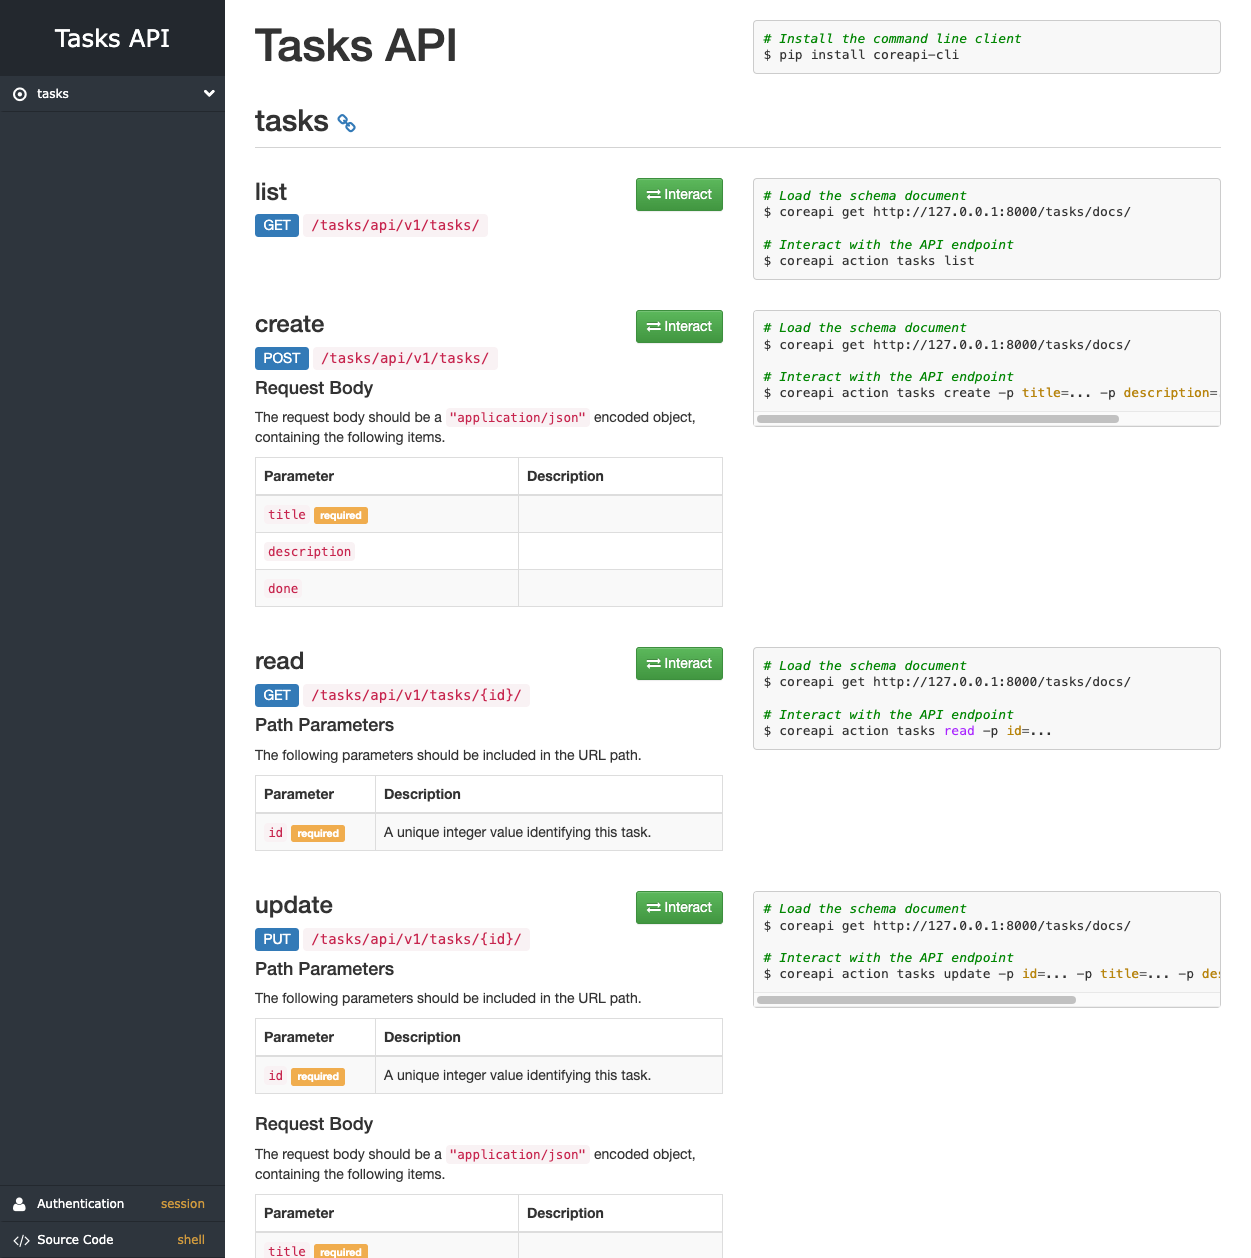 Tasks API
tasks
Authentication session
Source Code shell
Tasks API
# Install the command line client
$ pip install coreapi-cli
tasks
list
Interact
GET /tasks/api/v1/tasks/
# Load the schema document
$ coreapi get http://127.0.0.1:8000/tasks/docs/
# Interact with the API endpoint
$ coreapi action tasks list
create
Interact
POST /tasks/api/v1/tasks/
Request Body
The request body should be a "application/json" encoded object,
containing the following items.
Parameter Description
title required
description
done
# Load the schema document
$ coreapi get http://127.0.0.1:8000/tasks/docs/
# Interact with the API endpoint
$ coreapi action tasks create -p title=... -p description=
read
Interact
GET /tasks/api/v1/tasks/{id}/
Path Parameters
The following parameters should be included in the URL path.
Parameter Description
id required A unique integer value identifying this task.
# Load the schema document
$ coreapi get http://127.0.0.1:8000/tasks/docs/
# Interact with the API endpoint
$ coreapi action tasks read -p id=...
update
Interact
PUT /tasks/api/v1/tasks/{id}/
Path Parameters
The following parameters should be included in the URL path.
Parameter Description
id required A unique integer value identifying this task.
Request Body
The request body should be a "application/json" encoded object,
containing the following items.
Parameter Description
title required
# Load the schema document
$ coreapi get http://127.0.0.1:8000/tasks/docs/
# Interact with the API endpoint
$ coreapi action tasks update -p id=... -p title=... -p des